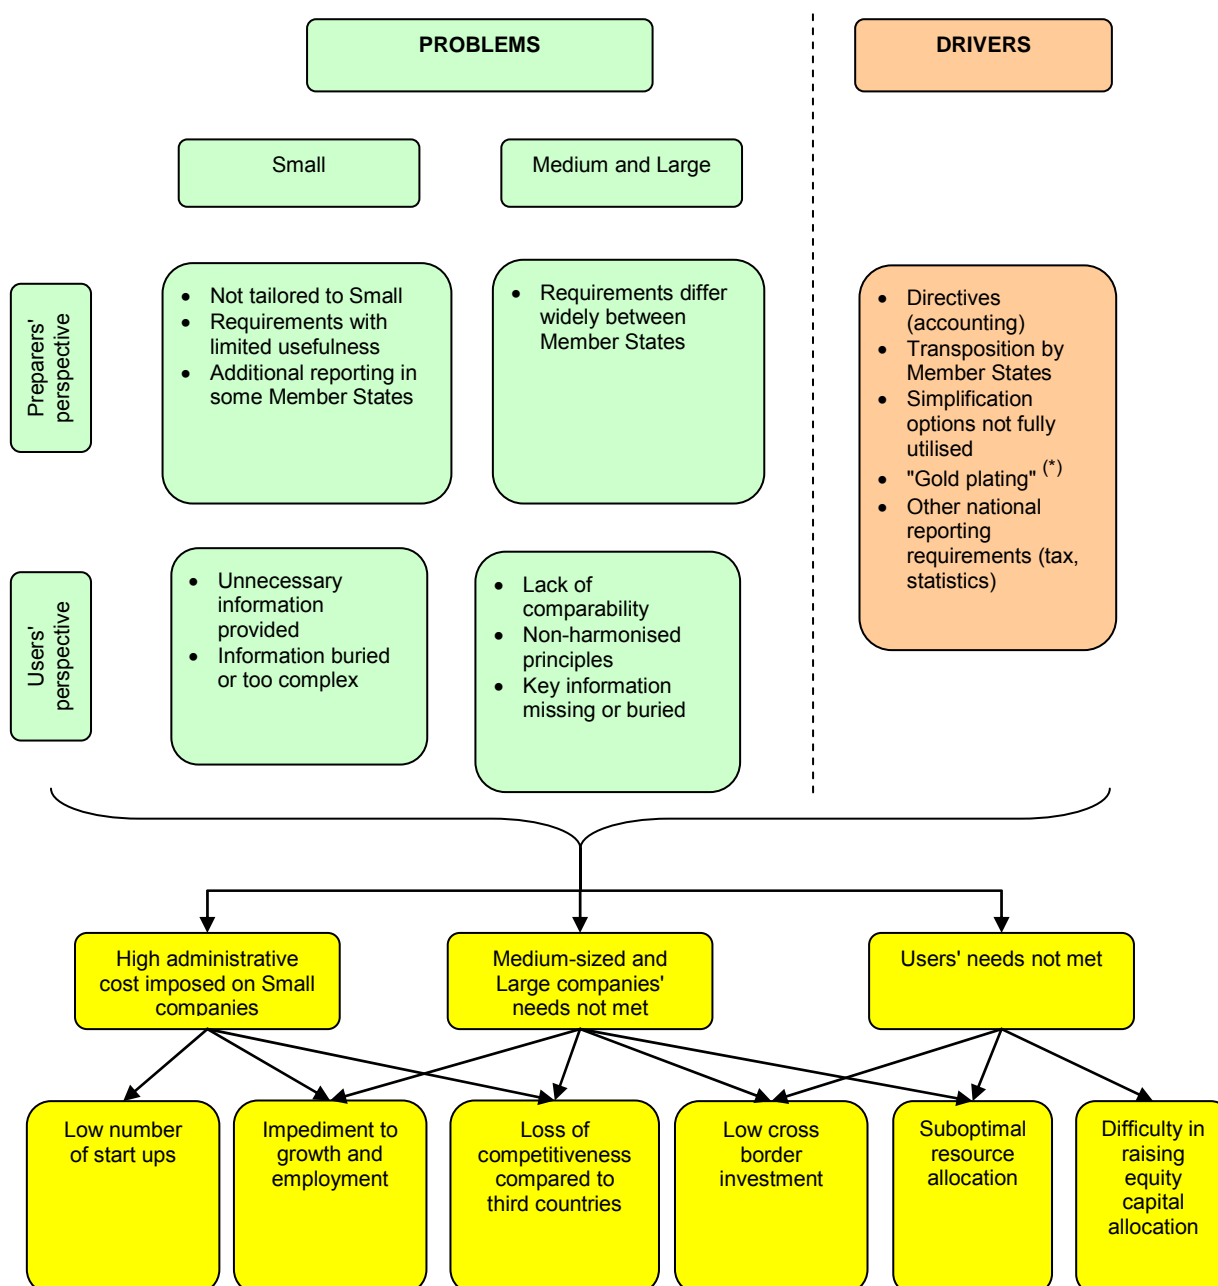 PROBLEMS
DRIVERS
Small
Medium and Large
Preparers'
perspective
• Not tailored to Small
• Requirements with
limited usefulness
• Additional reporting in
some Member States
• Requirements differ
widely between
Member States
• Directives
(accounting)
• Transposition by
Member States
• Simplification
options not fully
utilised
• "Gold plating" (*)
• Other national
reporting
requirements (tax,
statistics)
Users'
perspective
• Unnecessary
information
provided
• Information buried
or too complex
• Lack of
comparability
• Non-harmonised
principles
• Key information
missing or buried
High administrative
cost imposed on Small
companies
Medium-sized and
Large companies'
needs not met
Users' needs not met
Low number
of start ups
Impediment to
growth and
employment
Loss of
competitiveness
compared to
third countries
Low cross
border
investment
Suboptimal
resource
allocation
Difficulty in
raising
equity
capital
allocation